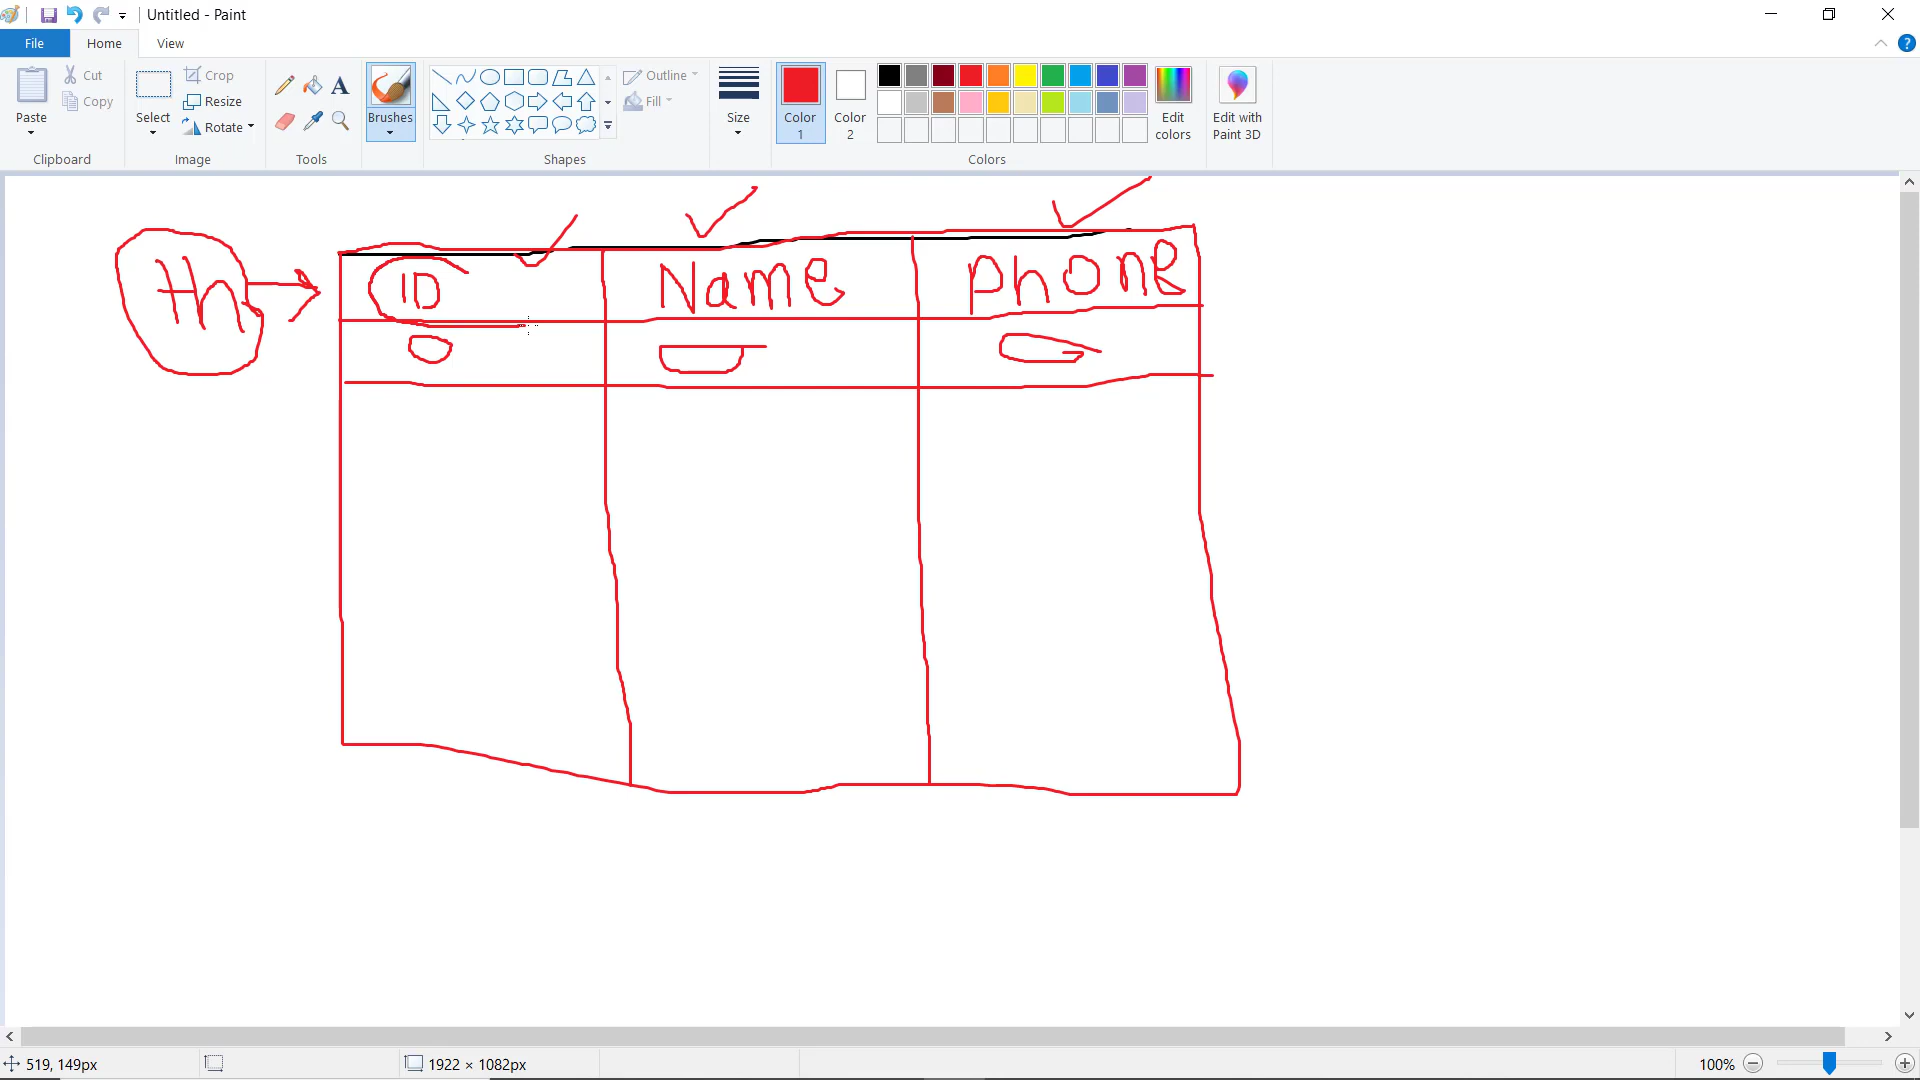 Untitled - Paint
File Home View
Paste
Cut
Copy
Clipboard
Select
Crop
Resize
Rotate
Image
Tools
Brushes
Outline
Fill
Shapes
Size
Color 1
Color 2
Edit colors
Colors
Edit with Paint 3D
th
ID Name Phone
519, 149px
1922 × 1082px
100%